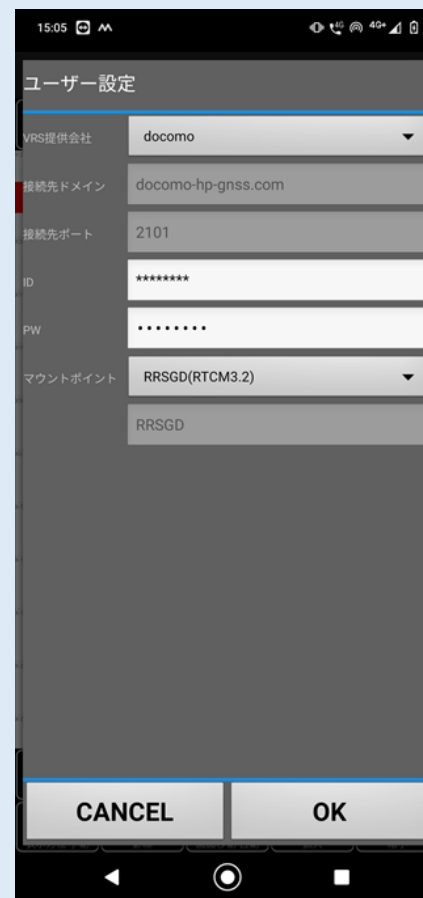 15:05 4G 4G+
ユーザー設定
VRS提供会社 docomo
接続先ドメイン docomo-hp-gnss.com
接続先ポート 2101
ID ********
PW ••••••••
マウントポイント RRSGD(RTCM3.2)
RRSGD
CANCEL OK